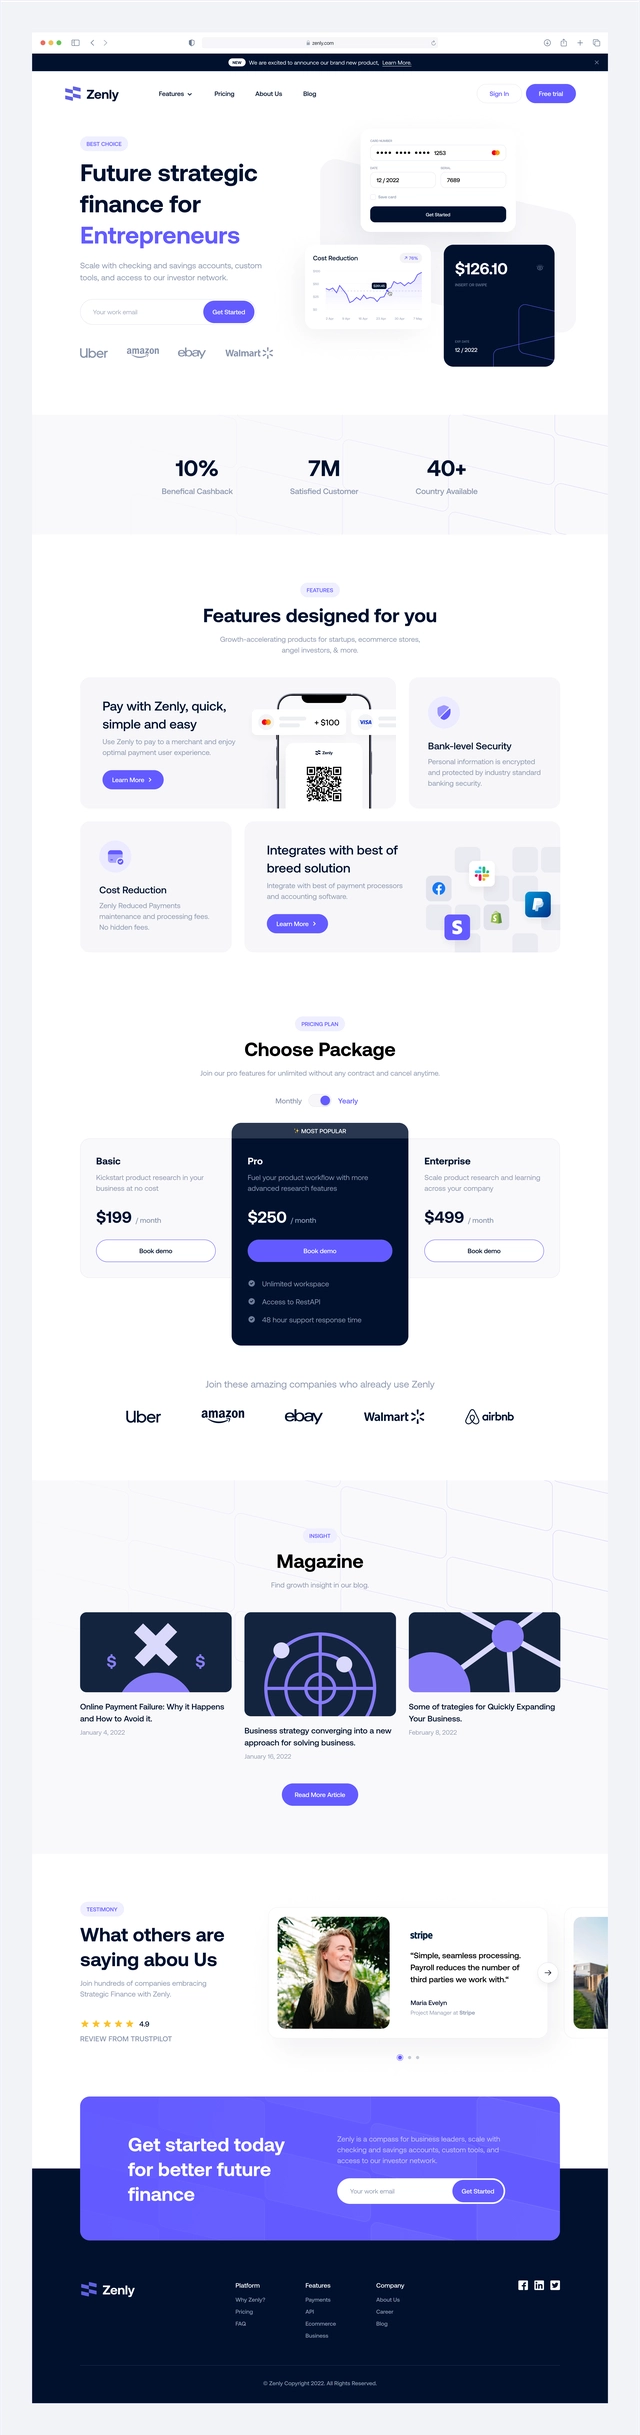 zenly.com
NEW We are excited to announce our brand new product, Learn More.
Zenly
Features
Pricing
About Us
Blog
Sign In
Free trial
BEST CHOICE
Future strategic
finance for
Entrepreneurs
Scale with checking and savings accounts, custom
tools, and access to our investor network.
Your work email
Get Started
Uber
amazon
ebay
Walmart
CARD NUMBER
1253
12 / 2022
7689
Save card
Get Started
Cost Reduction
76%
$126.10
INSERT OR SWIPE
12 / 2022
10%
Benefical Cashback
7M
Satisfied Customer
40+
Country Available
FEATURES
Features designed for you
Growth-accelerating products for startups, ecommerce stores,
angel investors, & more.
Pay with Zenly, quick,
simple and easy
Use Zenly to pay to a merchant and enjoy
optimal payment user experience.
Learn More
+ $100
VISA
Zenly
Bank-level Security
Personal information is encrypted
and protected by industry standard
banking security.
Cost Reduction
Zenly Reduced Payments
maintenance and processing fees.
No hidden fees.
Integrates with best of
breed solution
Integrate with best of payment processors
and accounting software.
Learn More
PRICING PLAN
Choose Package
Join our pro features for unlimited without any contract and cancel anytime.
Monthly
Yearly
MOST POPULAR
Basic
Kickstart product research in your
business at no cost
$199 / month
Book demo
Pro
Fuel your product workflow with more
advanced research features
$250 / month
Book demo
Unlimited workspace
Access to RestAPI
48 hour support response time
Enterprise
Scale product research and learning
across your company
$499 / month
Book demo
Join these amazing companies who already use Zenly
Uber
amazon
ebay
Walmart
airbnb
INSIGHT
Magazine
Find growth insight in our blog.
Online Payment Failure: Why it Happens
and How to Avoid it.
January 4, 2022
Business strategy converging into a new
approach for solving business.
January 16, 2022
Some of trategies for Quickly Expanding
Your Business.
February 8, 2022
Read More Article
TESTIMONY
What others are
saying abou Us
Join hundreds of companies embracing
Strategic Finance with Zenly.
4.9
REVIEW FROM TRUSTPILOT
stripe
"Simple, seamless processing.
Payroll reduces the number of
third parties we work with."
Maria Evelyn
Project Manager at Stripe
Get started today
for better future
finance
Zenly is a compass for business leaders, scale with
checking and savings accounts, custom tools, and
access to our investor network.
Your work email
Get Started
Zenly
Platform
Why Zenly?
Pricing
FAQ
Features
Payments
API
Ecommerce
Business
Company
About Us
Career
Blog
© Zenly Copyright 2022. All Rights Reserved.